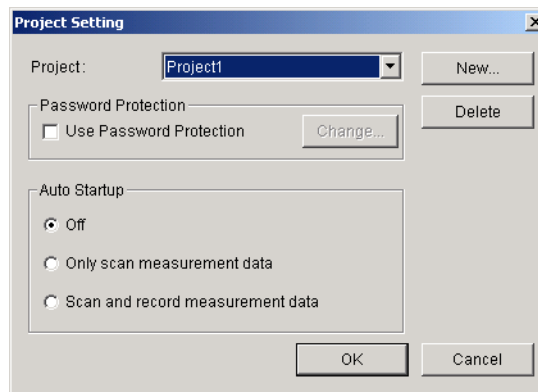 Project Setting
Project: Project1 New...
Password Protection Delete
Use Password Protection Change...
Auto Startup
Off
Only scan measurement data
Scan and record measurement data
OK Cancel